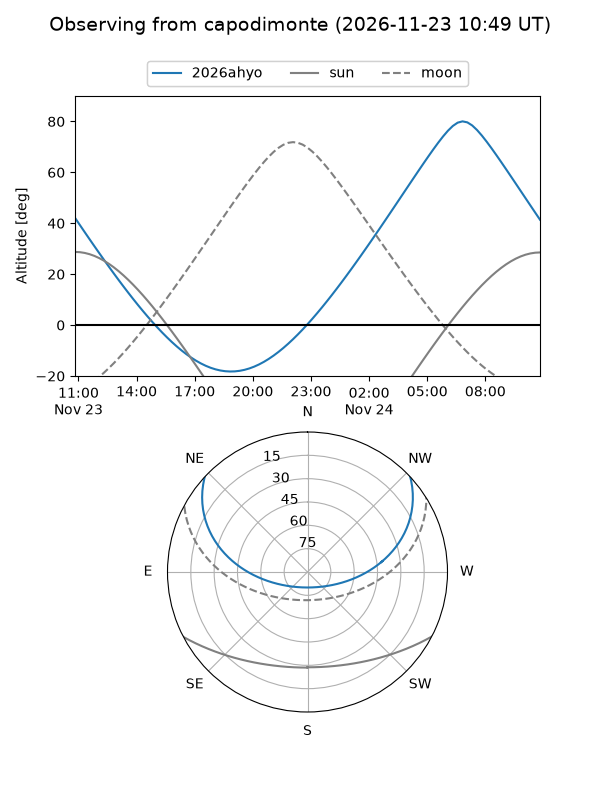 Observing from capodimonte (2026-11-23 10:49 UT)
2026ahyo sun moon
Altitude [deg]
80
60
40
20
0
−20
11:00 14:00 17:00 20:00 23:00 02:00 05:00 08:00
Nov 23 Nov 24
N
NE NW
15
30
45
60
75
E W
SE SW
S